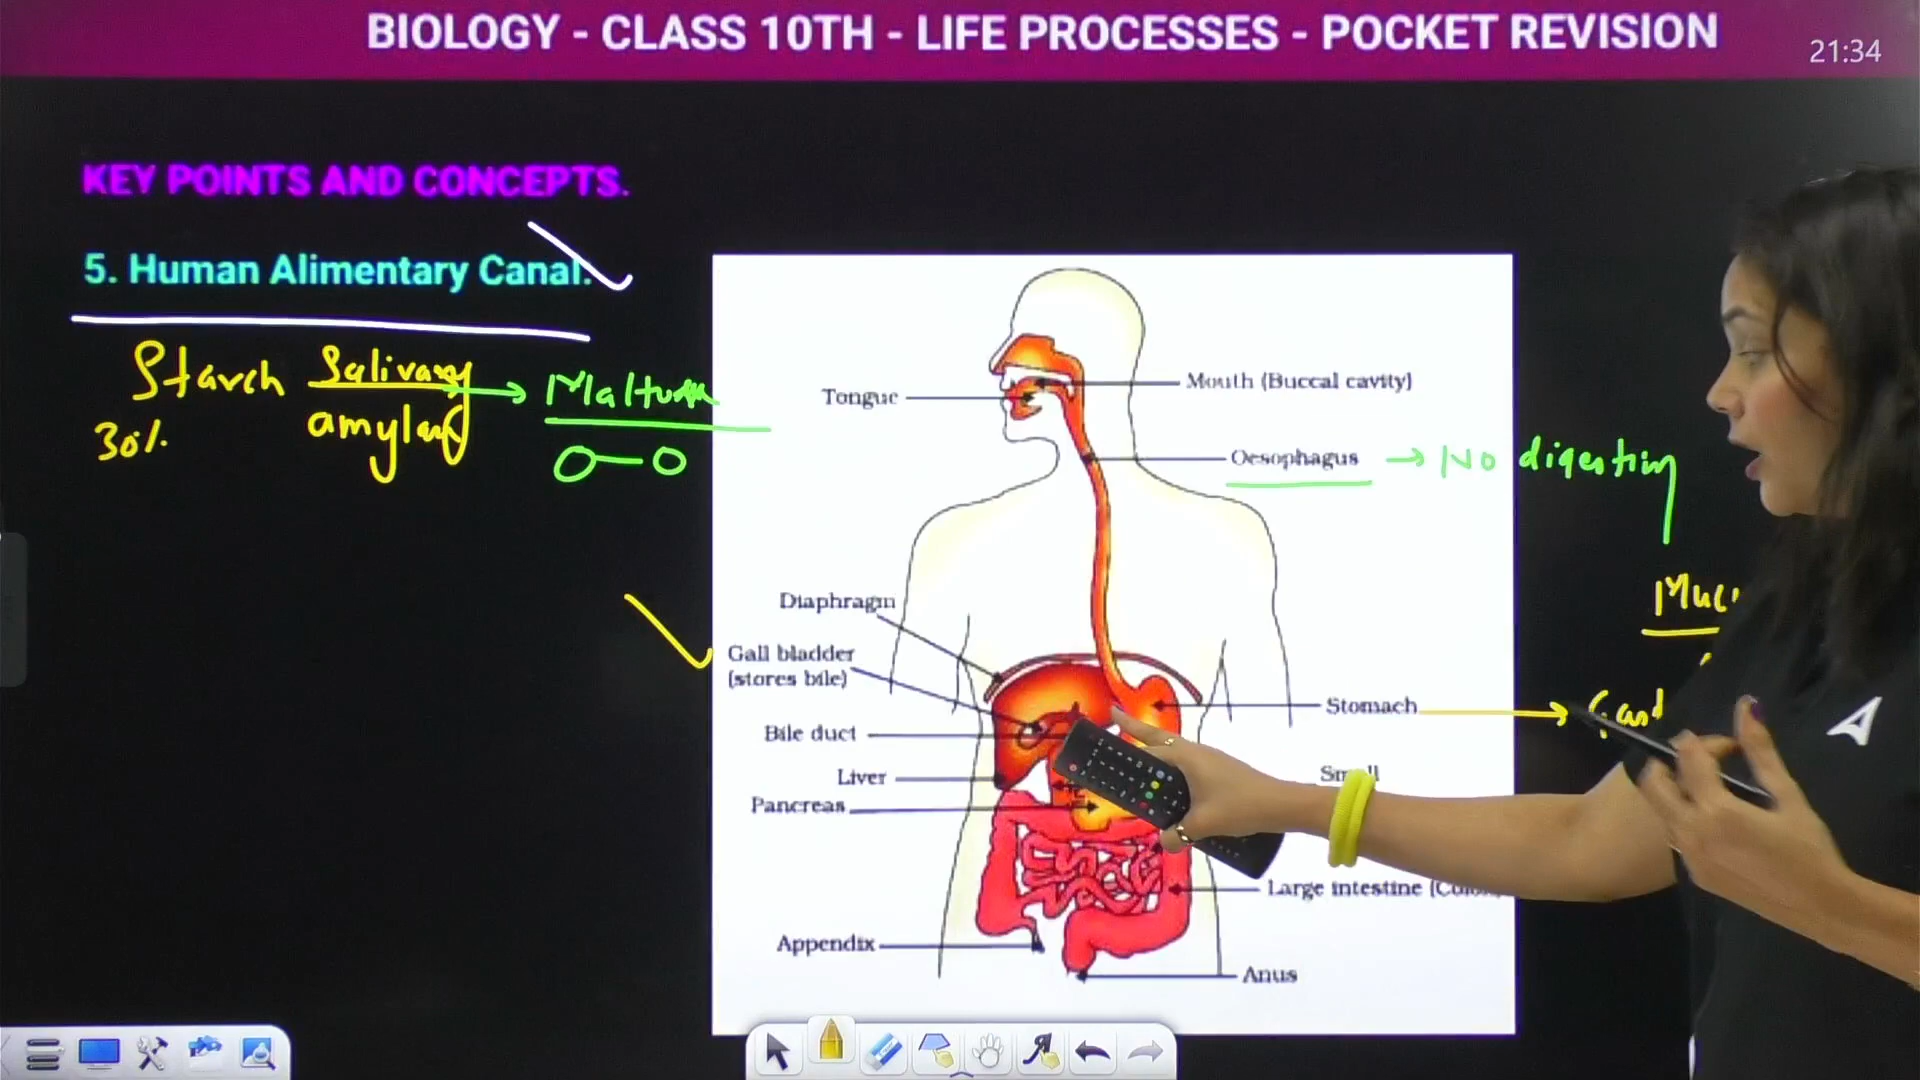 BIOLOGY - CLASS 10TH - LIFE PROCESSES - POCKET REVISION
21:34
KEY POINTS AND CONCEPTS.
5. Human Alimentary Canal.
Starch Salivary
30%
Mouth (Buccal cavity)
Tongue
Oesophagus → No
Diaphragm
Gall bladder
(stores bile)
Stomach
Bile duct
Liver
Pancreas
Large intestine
Appendix
Anus